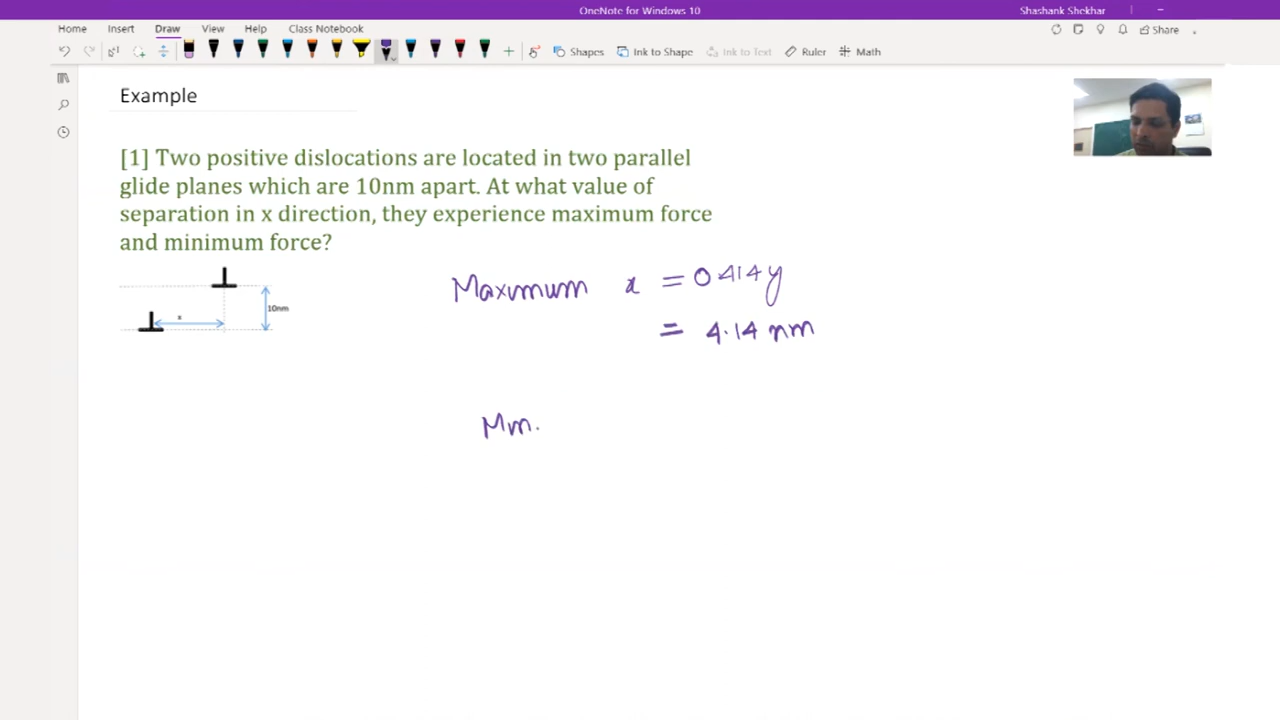 OneNote for Windows 10
Shashank Shekhar
Home Insert Draw View Help Class Notebook
Share
Shapes Ink to Shape Ink to Text Ruler Math
Example
[1] Two positive dislocations are located in two parallel
glide planes which are 10nm apart. At what value of
separation in x direction, they experience maximum force
and minimum force?
Maximum x = 0.414y
= 4.14 nm
10nm
x
Mm.